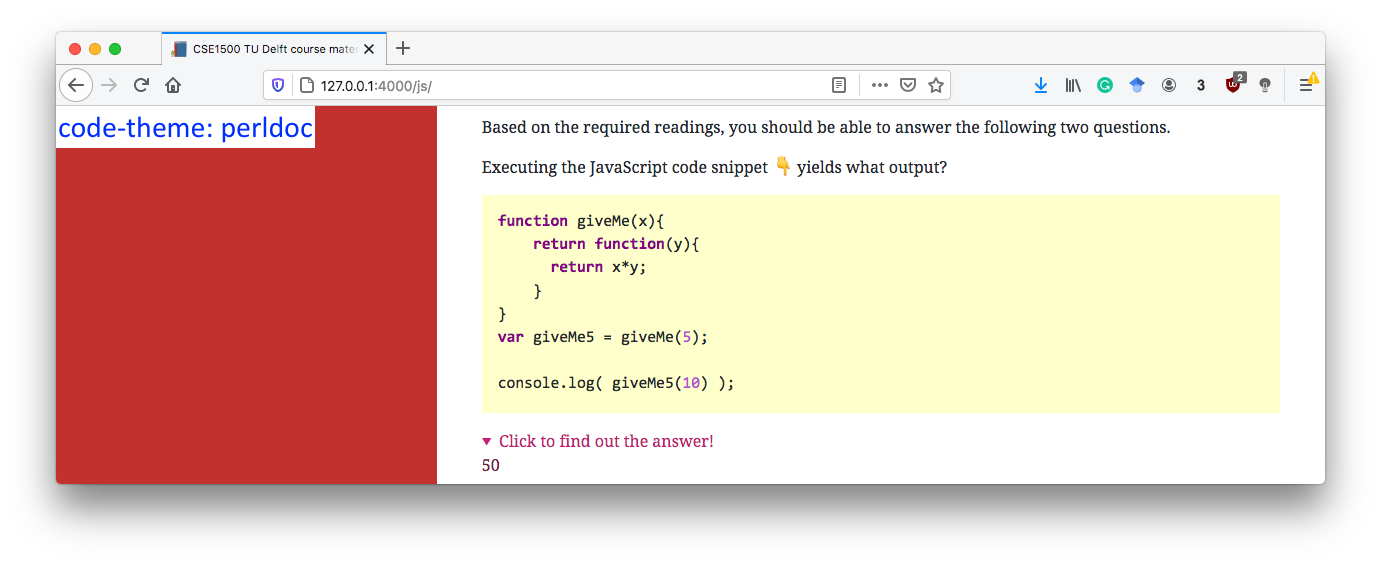 CSE1500 TU Delft course mate
127.0.0.1:4000/js/
3
2
code-theme: perldoc
Based on the required readings, you should be able to answer the following two questions.
Executing the JavaScript code snippet 👇 yields what output?
function giveMe(x){
    return function(y){
      return x*y;
    }
}
var giveMe5 = giveMe(5);
console.log( giveMe5(10) );
Click to find out the answer!
50